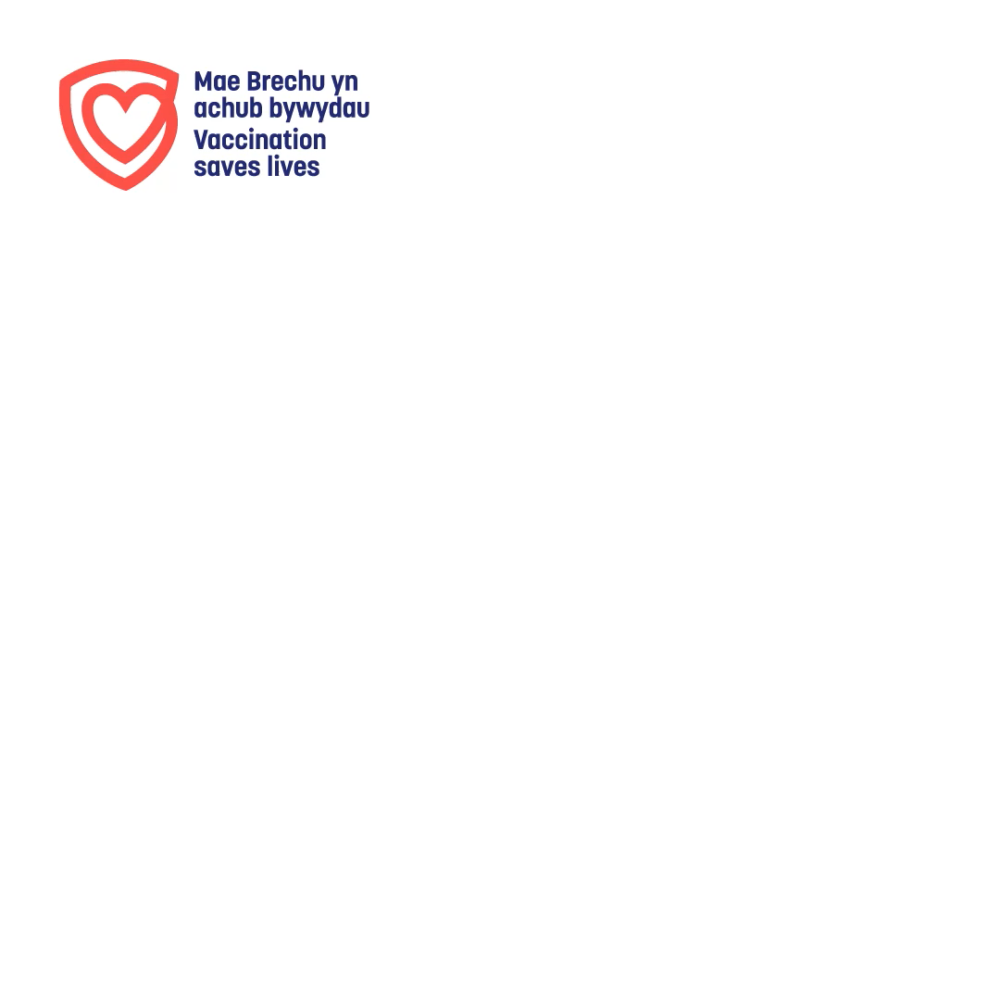 Mae Brechu yn
achub bywydau
Vaccination
saves lives